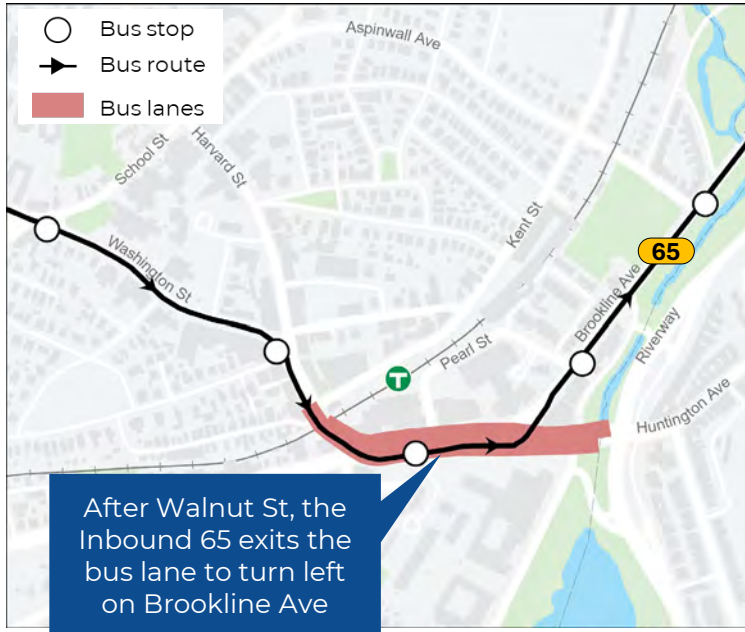 Bus stop
Bus route
Bus lanes
Aspinwall Ave
School St
Harvard St
Kent St
Washington St
65
Brookline Ave
Pearl St
Riverway
T
Huntington Ave
After Walnut St, the
Inbound 65 exits the
bus lane to turn left
on Brookline Ave